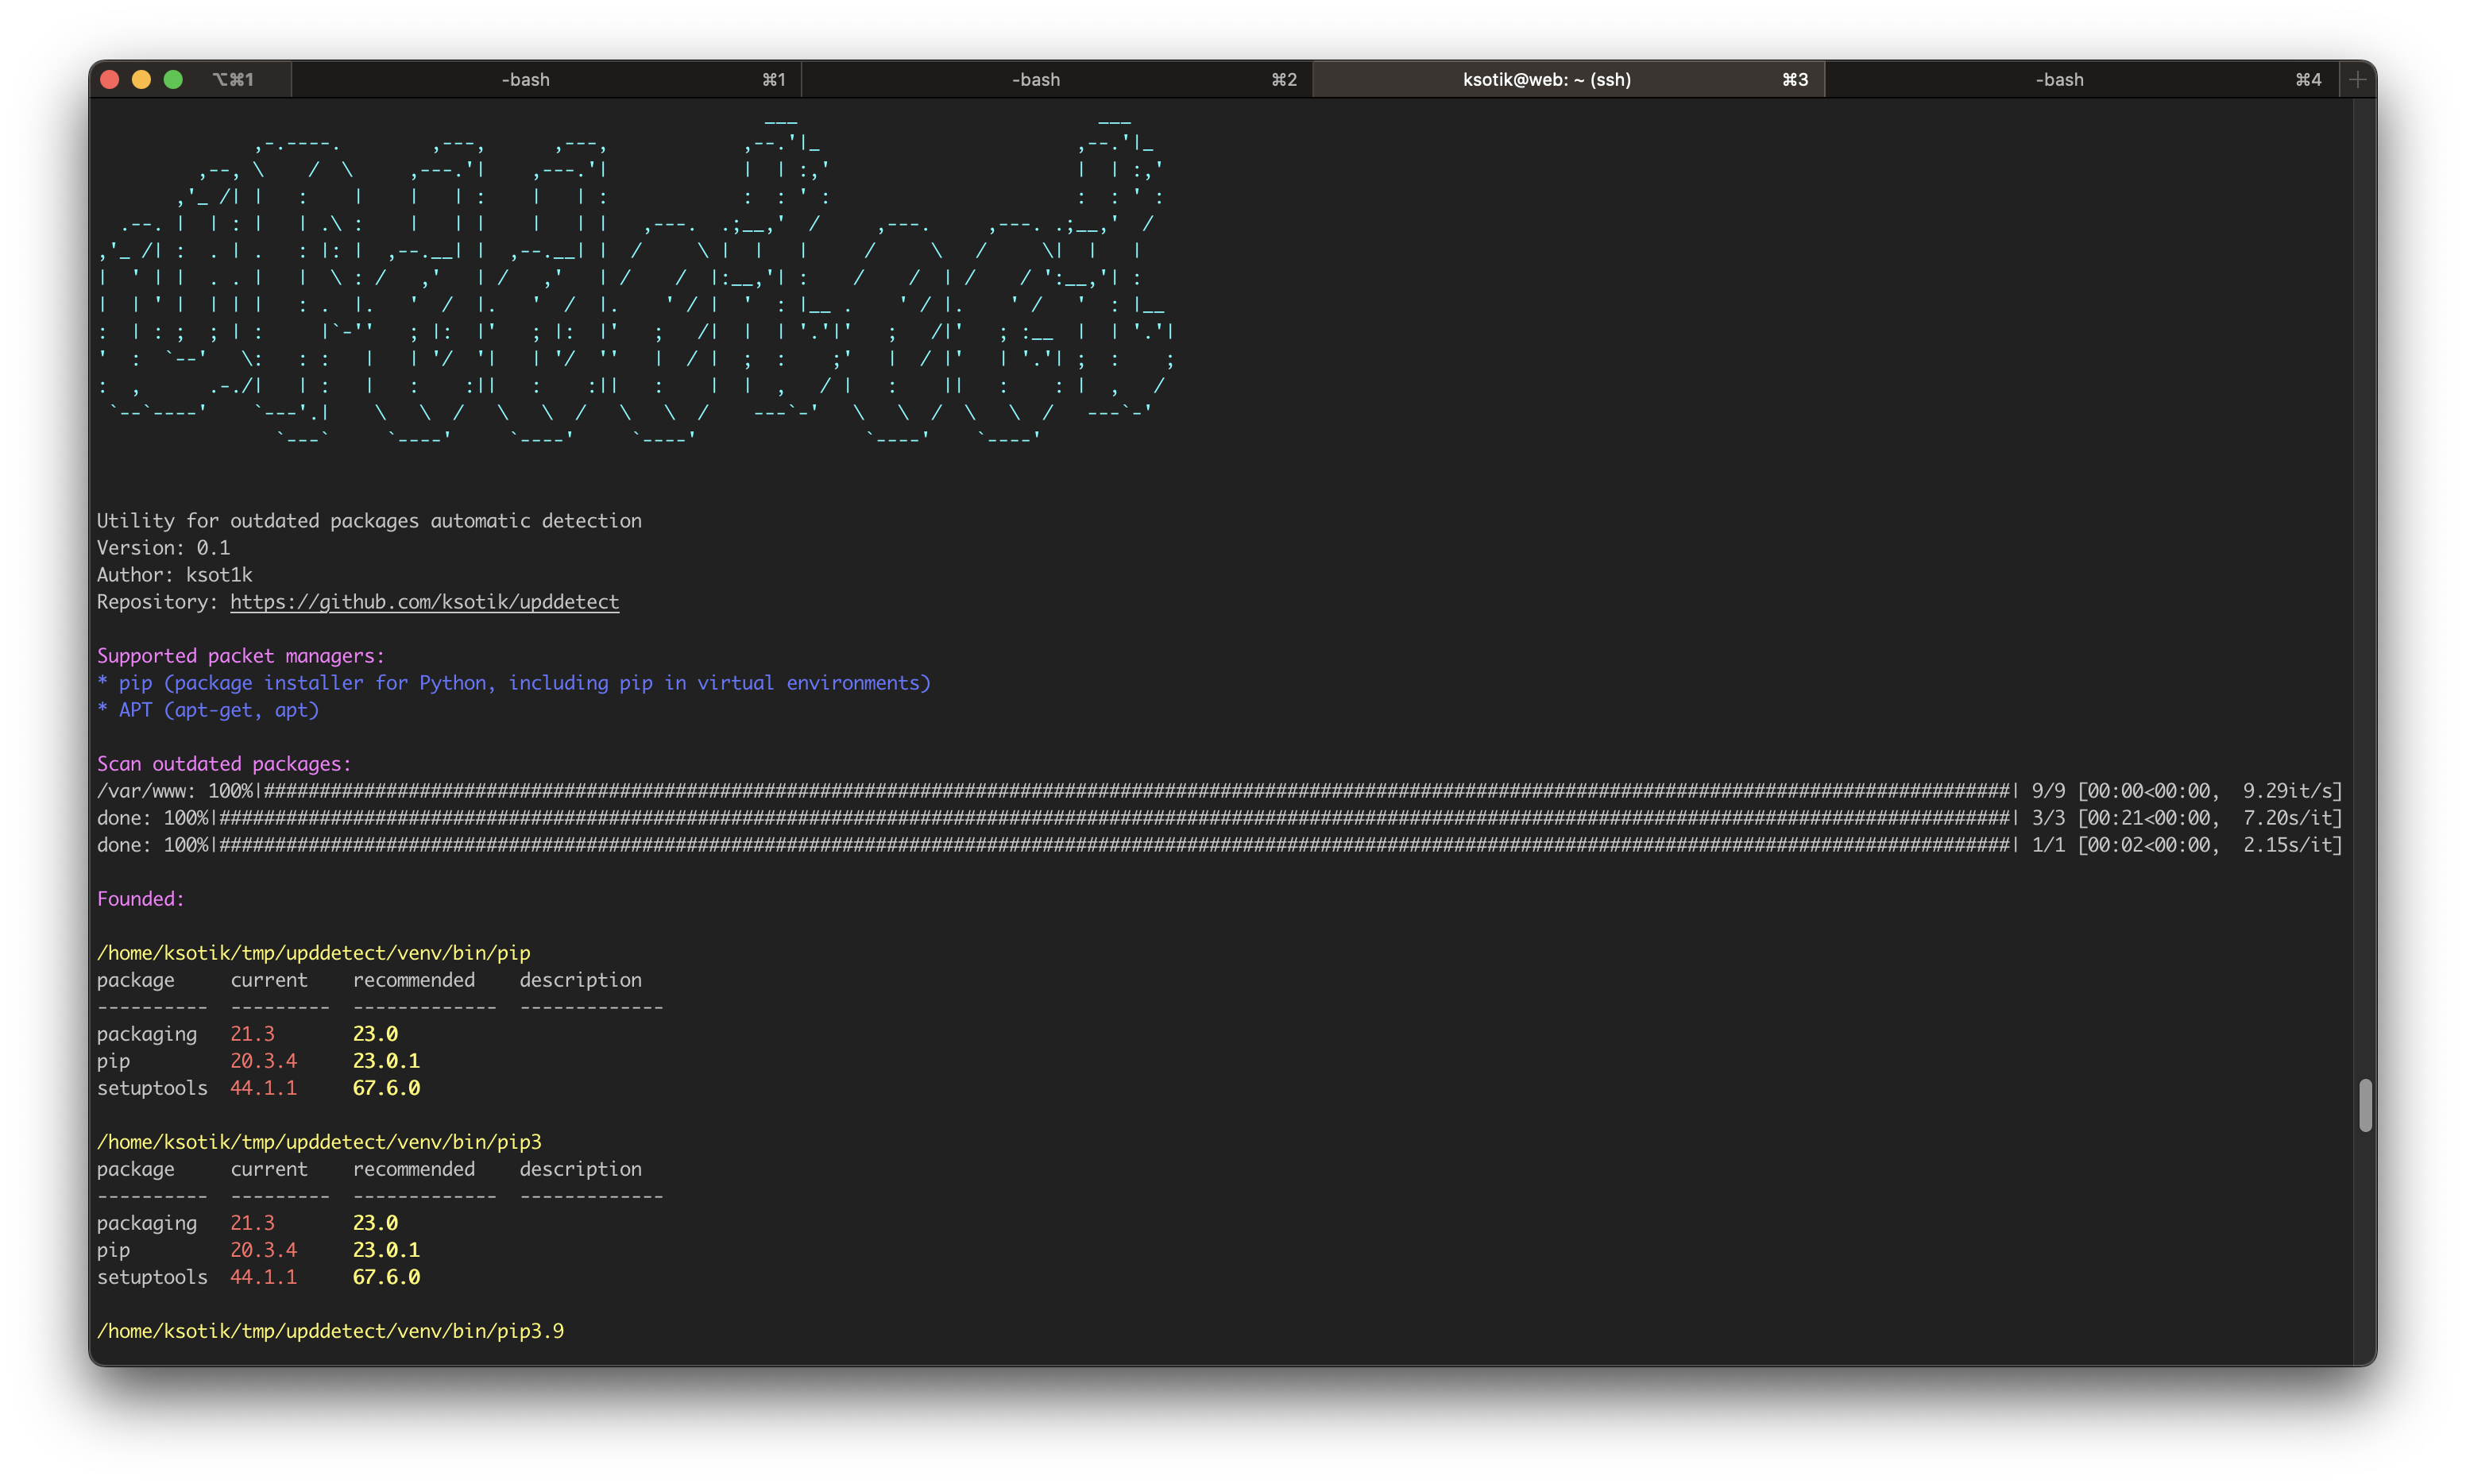 ⌥⌘1 -bash ⌘1 -bash ⌘2 ksotik@web: ~ (ssh) ⌘3 -bash ⌘4 +
upddetect
Utility for outdated packages automatic detection
Version: 0.1
Author: ksot1k
Repository: https://github.com/ksotik/upddetect
Supported packet managers:
* pip (package installer for Python, including pip in virtual environments)
* APT (apt-get, apt)
Scan outdated packages:
/var/www: 100%| | 9/9 [00:00<00:00, 9.29it/s]
done: 100%| | 3/3 [00:21<00:00, 7.20s/it]
done: 100%| | 1/1 [00:02<00:00, 2.15s/it]
Founded:
/home/ksotik/tmp/upddetect/venv/bin/pip
package current recommended description
---------- --------- ------------- -------------
packaging 21.3 23.0
pip 20.3.4 23.0.1
setuptools 44.1.1 67.6.0
/home/ksotik/tmp/upddetect/venv/bin/pip3
package current recommended description
---------- --------- ------------- -------------
packaging 21.3 23.0
pip 20.3.4 23.0.1
setuptools 44.1.1 67.6.0
/home/ksotik/tmp/upddetect/venv/bin/pip3.9